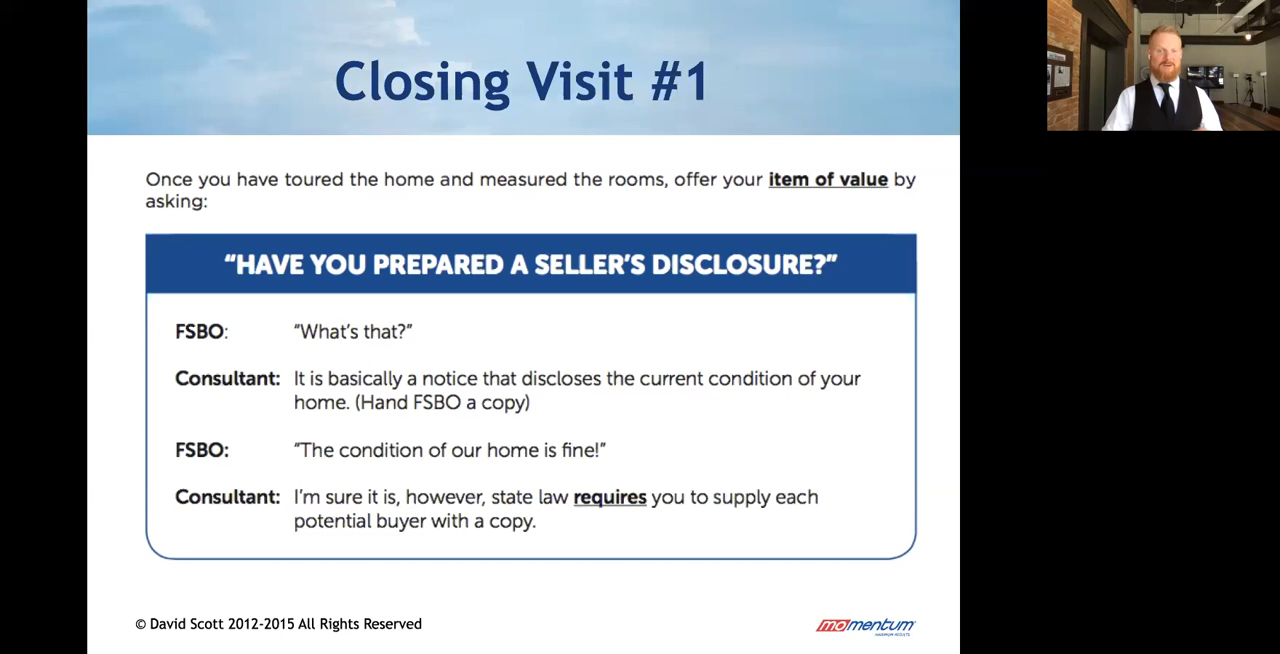 Closing Visit #1
Once you have toured the home and measured the rooms, offer your item of value by
asking:
“HAVE YOU PREPARED A SELLER’S DISCLOSURE?”
FSBO: “What’s that?”
Consultant: It is basically a notice that discloses the current condition of your
home. (Hand FSBO a copy)
FSBO: “The condition of our home is fine!”
Consultant: I’m sure it is, however, state law requires you to supply each
potential buyer with a copy.
© David Scott 2012-2015 All Rights Reserved
momentum
MAXIMUM RESULTS